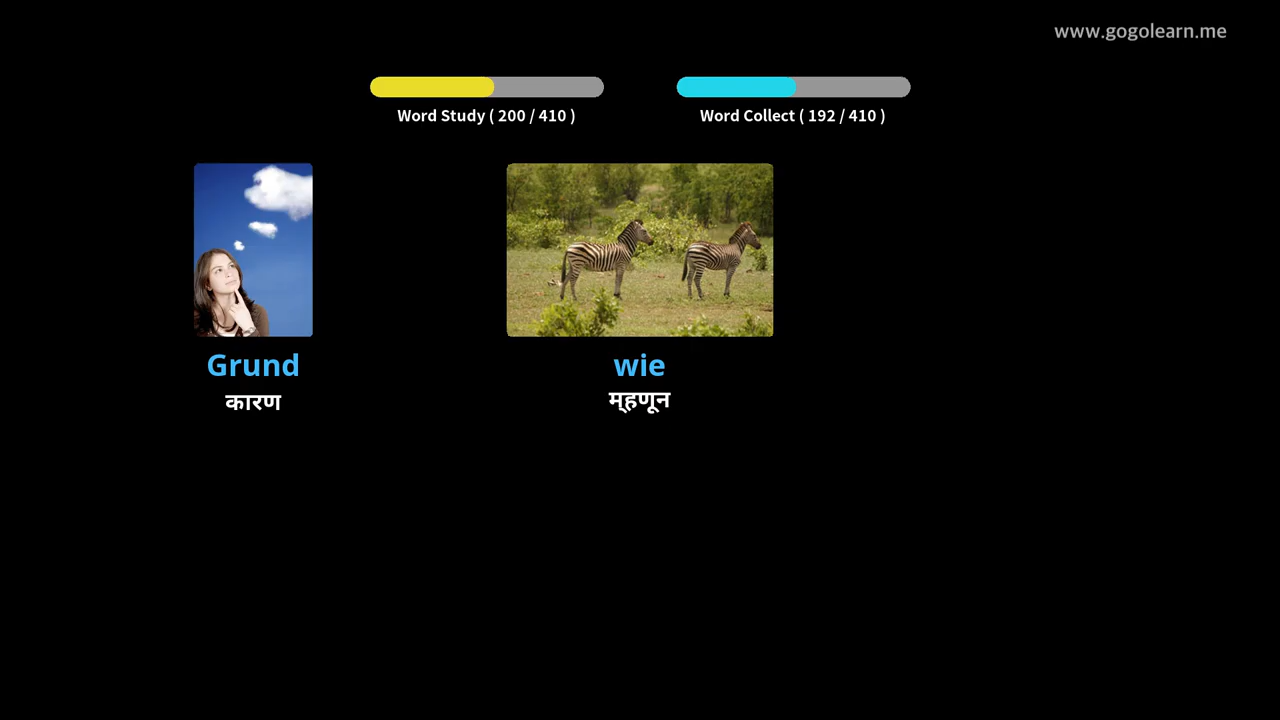 www.gogolearn.me
Word Study ( 200 / 410 )
Word Collect ( 192 / 410 )
Grund
कारण
wie
म्हणून